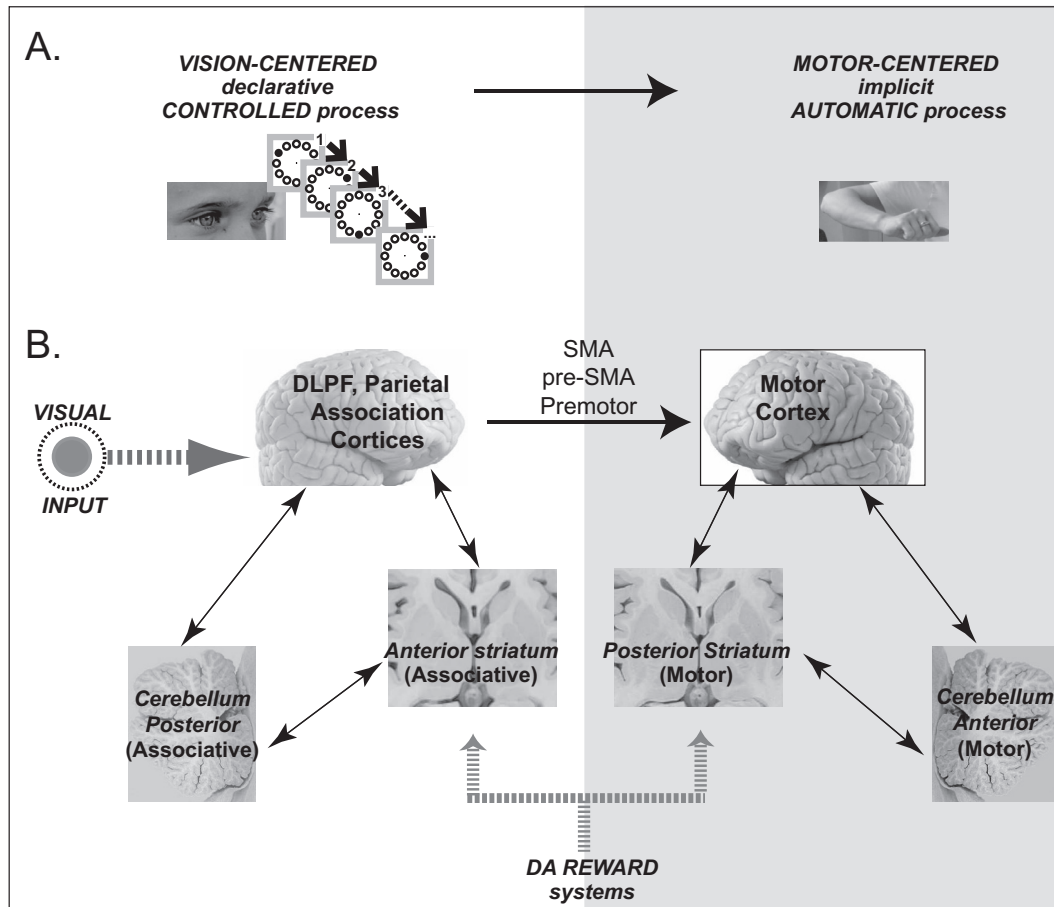 A.
VISION-CENTERED
declarative
CONTROLLED process
MOTOR-CENTERED
implicit
AUTOMATIC process
1
2
3
...
B.
VISUAL
INPUT
DLPF, Parietal
Association
Cortices
SMA
pre-SMA
Premotor
Motor
Cortex
Cerebellum
Posterior
(Associative)
Anterior striatum
(Associative)
Posterior Striatum
(Motor)
Cerebellum
Anterior
(Motor)
DA REWARD
systems